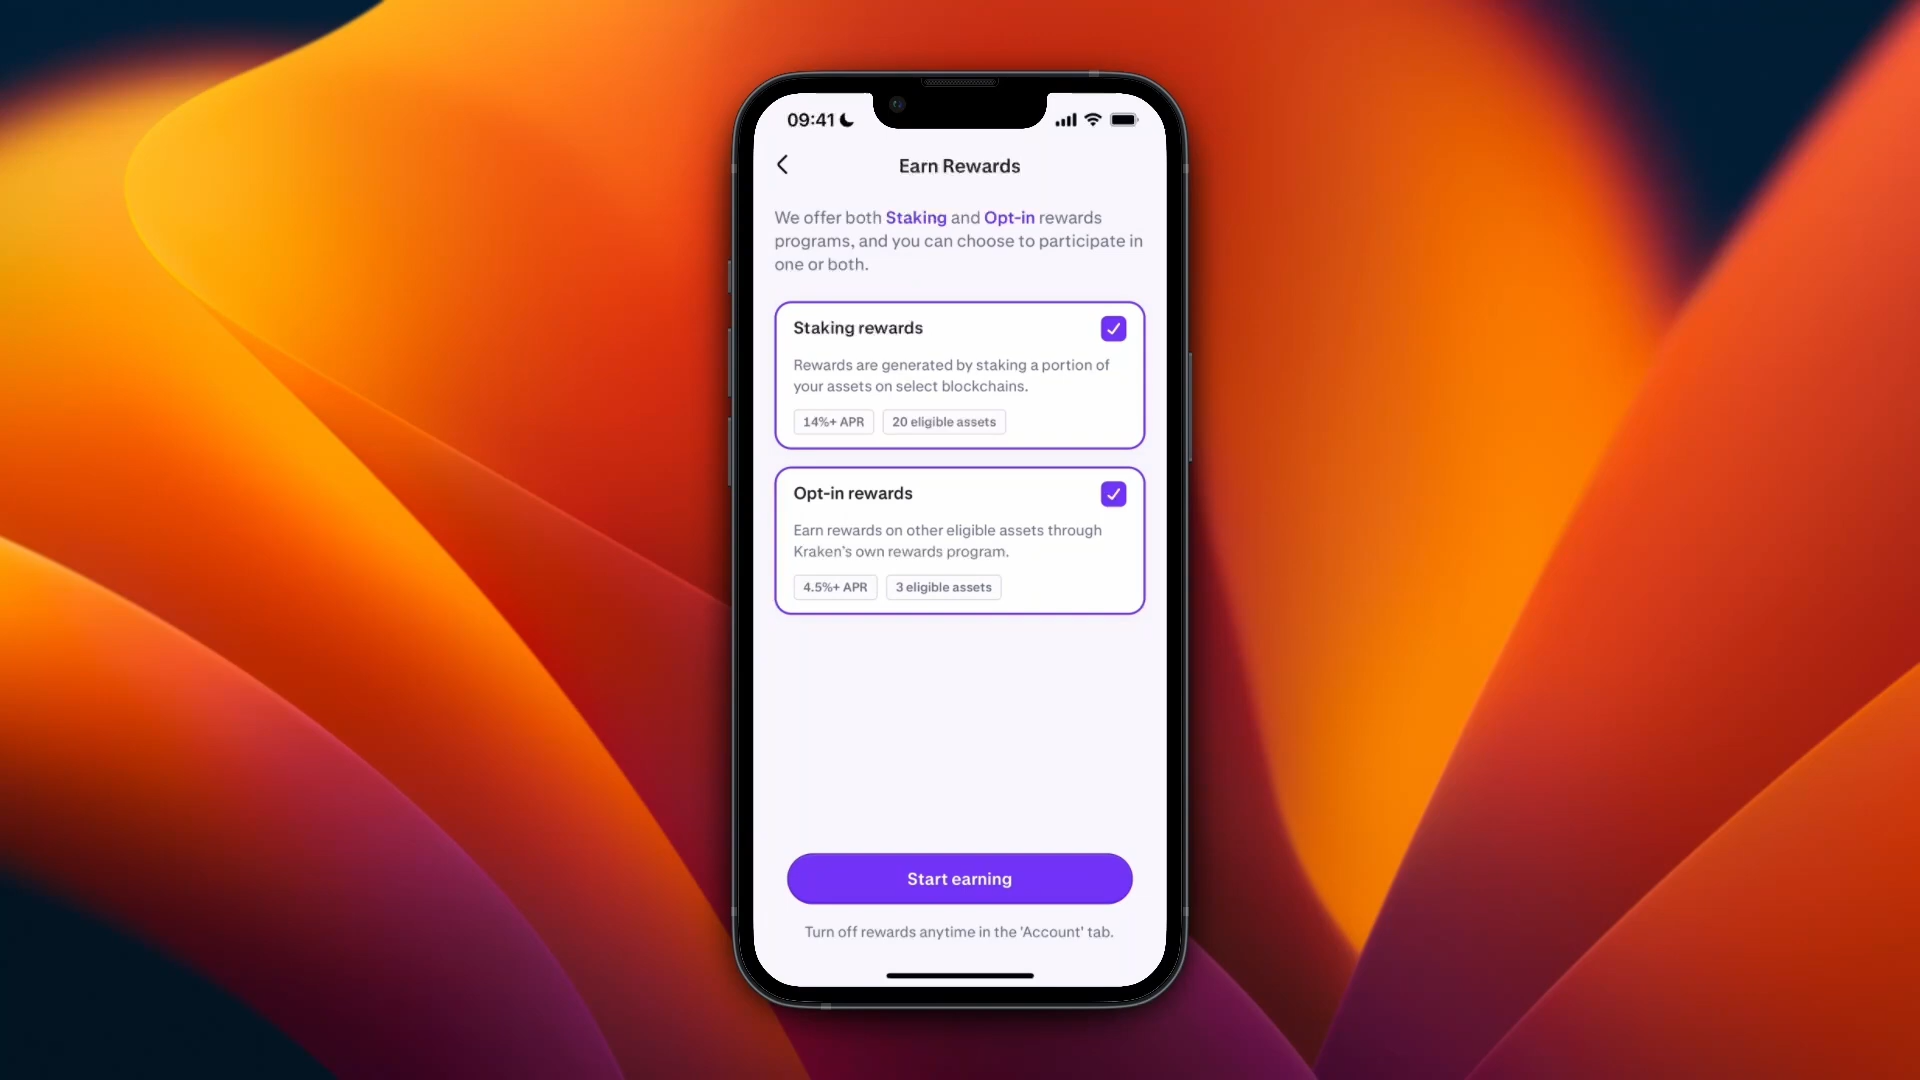 09:41
Earn Rewards
We offer both Staking and Opt-in rewards
programs, and you can choose to participate in
one or both.
Staking rewards
Rewards are generated by staking a portion of
your assets on select blockchains.
14%+ APR 20 eligible assets
Opt-in rewards
Earn rewards on other eligible assets through
Kraken's own rewards program.
4.5%+ APR 3 eligible assets
Start earning
Turn off rewards anytime in the 'Account' tab.